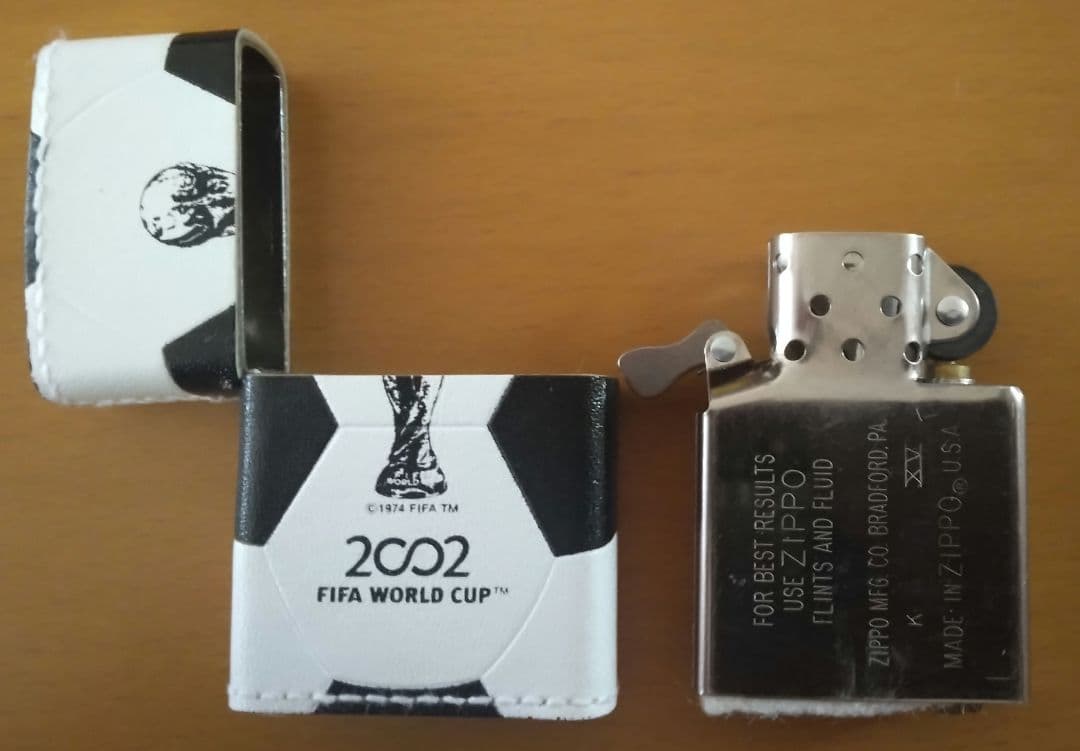 WORLD
©1974 FIFA TM
2002
FIFA WORLD CUP™
FOR BEST RESULTS
USE ZIPPO
FLINTS AND FLUID
ZIPPO MFG. CO. BRADFORD, PA.
K XV
MADE IN ZIPPO® USA